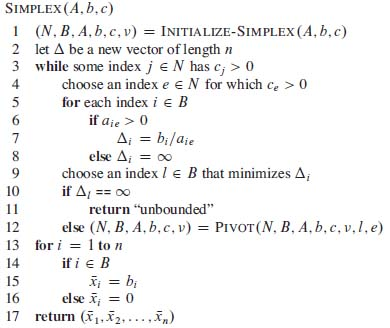 SIMPLEX(A, b, c)
1 (N, B, A, b, c, ν) = INITIALIZE-SIMPLEX(A, b, c)
2 let Δ be a new vector of length n
3 while some index j ∈ N has cⱼ > 0
4 choose an index e ∈ N for which cₑ > 0
5 for each index i ∈ B
6 if aᵢₑ > 0
7 Δᵢ = bᵢ/aᵢₑ
8 else Δᵢ = ∞
9 choose an index l ∈ B that minimizes Δᵢ
10 if Δₗ == ∞
11 return “unbounded”
12 else (N, B, A, b, c, ν) = PIVOT(N, B, A, b, c, ν, l, e)
13 for i = 1 to n
14 if i ∈ B
15 x̄ᵢ = bᵢ
16 else x̄ᵢ = 0
17 return (x̄₁, x̄₂, . . . , x̄ₙ)